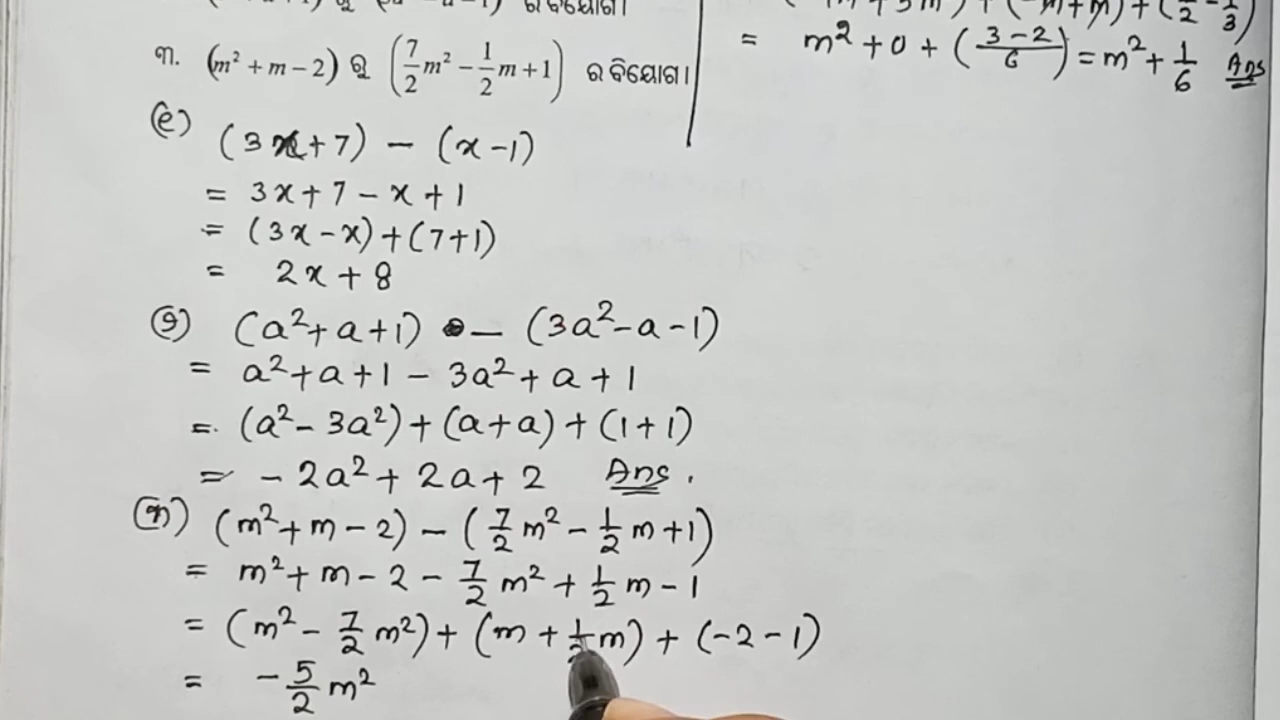 ର ବିଯୋଗ।
୩. (m² + m − 2) ରୁ (7/2 m² − 1/2 m + 1) ର ବିଯୋଗ।
= m² + 0 + (3 − 2 / 6) = m² + 1/6 Ans
(3x + 7) − (x − 1)
= 3x + 7 − x + 1
= (3x − x) + (7 + 1)
= 2x + 8
(a² + a + 1) − (3a² − a − 1)
= a² + a + 1 − 3a² + a + 1
= (a² − 3a²) + (a + a) + (1 + 1)
= − 2a² + 2a + 2 Ans.
(୩) (m² + m − 2) − (7/2 m² − 1/2 m + 1)
= m² + m − 2 − 7/2 m² + 1/2 m − 1
= (m² − 7/2 m²) + (m + 1/2 m) + (−2 − 1)
= − 5/2 m²